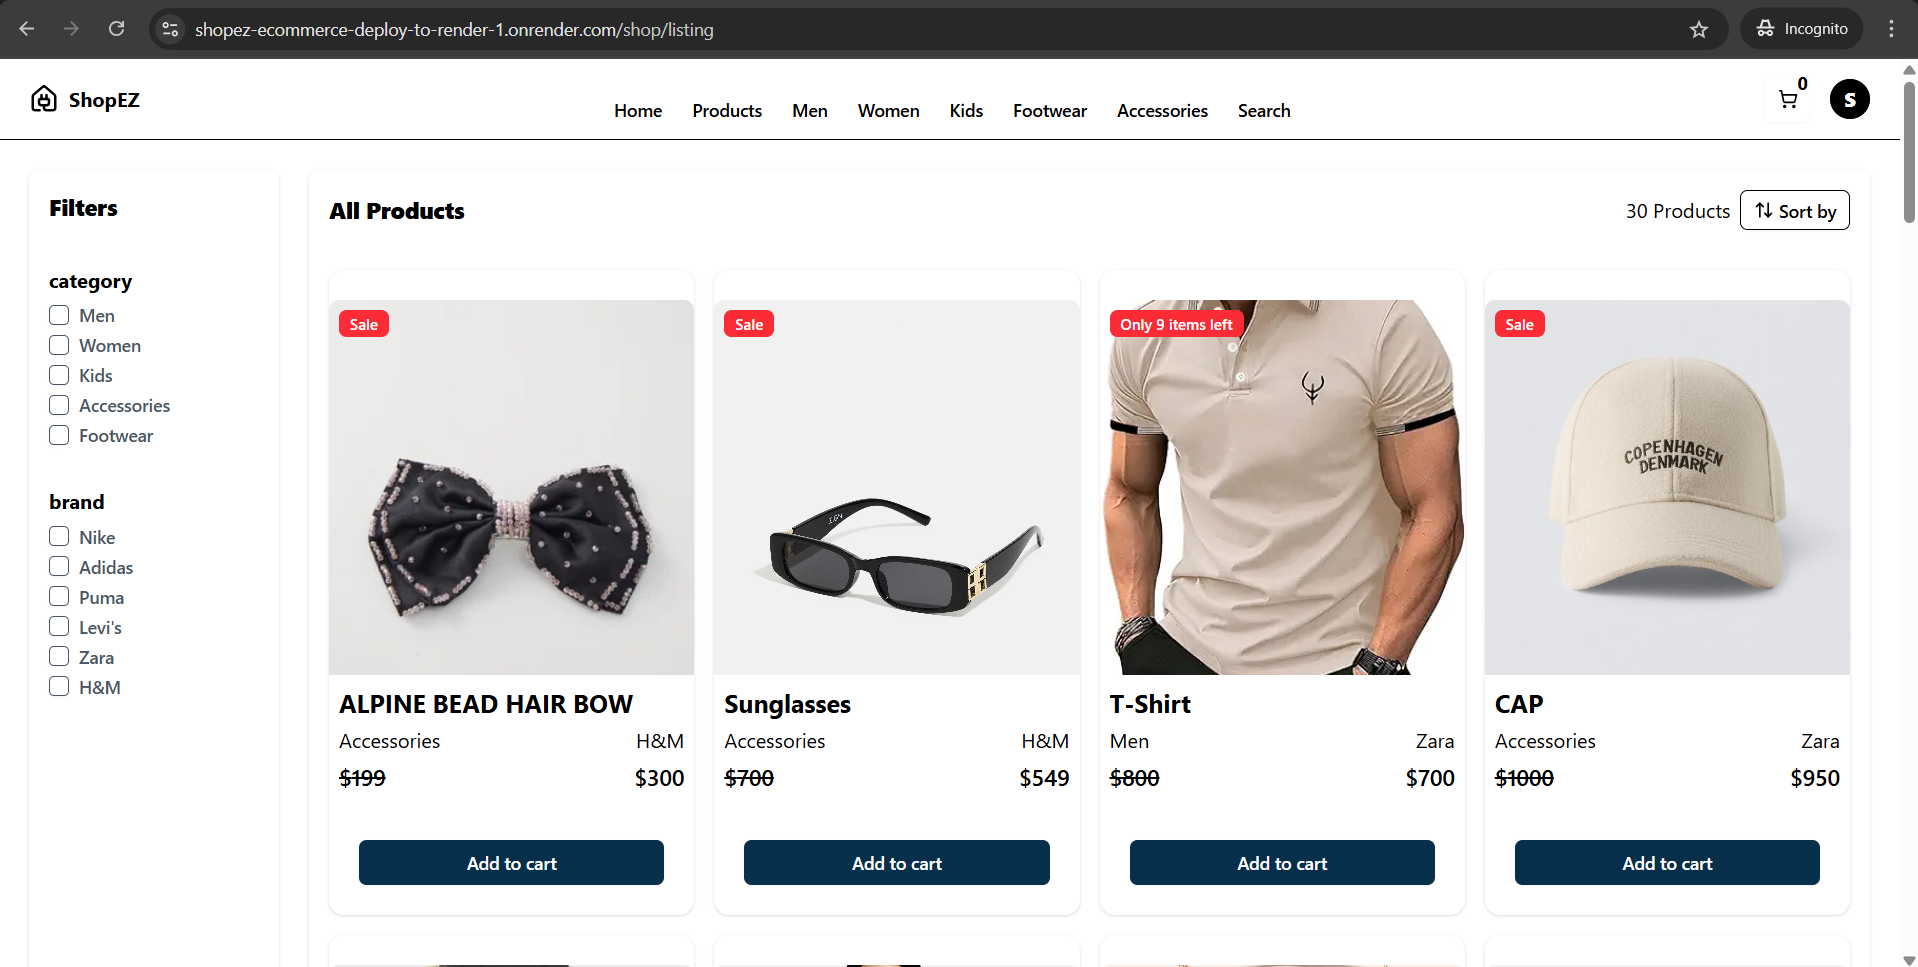 shopez-ecommerce-deploy-to-render-1.onrender.com/shop/listing
Incognito
ShopEZ
Home Products Men Women Kids Footwear Accessories Search
0
S
Filters
category
Men
Women
Kids
Accessories
Footwear
brand
Nike
Adidas
Puma
Levi's
Zara
H&M
All Products
30 Products
Sort by
Sale
ALPINE BEAD HAIR BOW
Accessories H&M
$199 $300
Add to cart
Sale
Sunglasses
Accessories H&M
$700 $549
Add to cart
Only 9 items left
T-Shirt
Men Zara
$800 $700
Add to cart
Sale
COPENHAGEN
DENMARK
CAP
Accessories Zara
$1000 $950
Add to cart